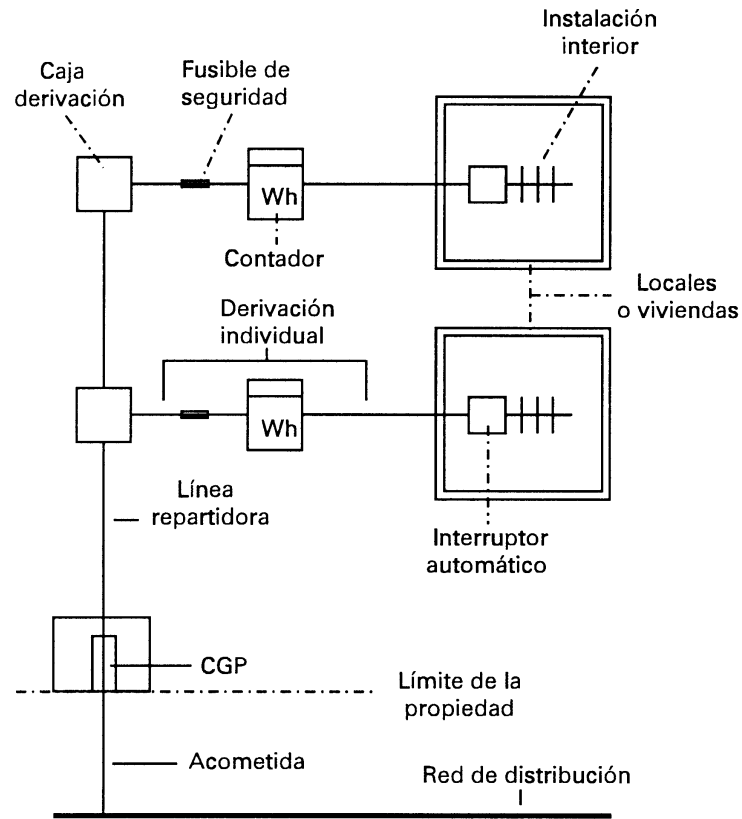 Instalación
interior
Caja
derivación
Fusible de
seguridad
Wh
Contador
Derivación
individual
Locales
o viviendas
Wh
Línea
repartidora
Interruptor
automático
CGP
Límite de la
propiedad
Acometida
Red de distribución